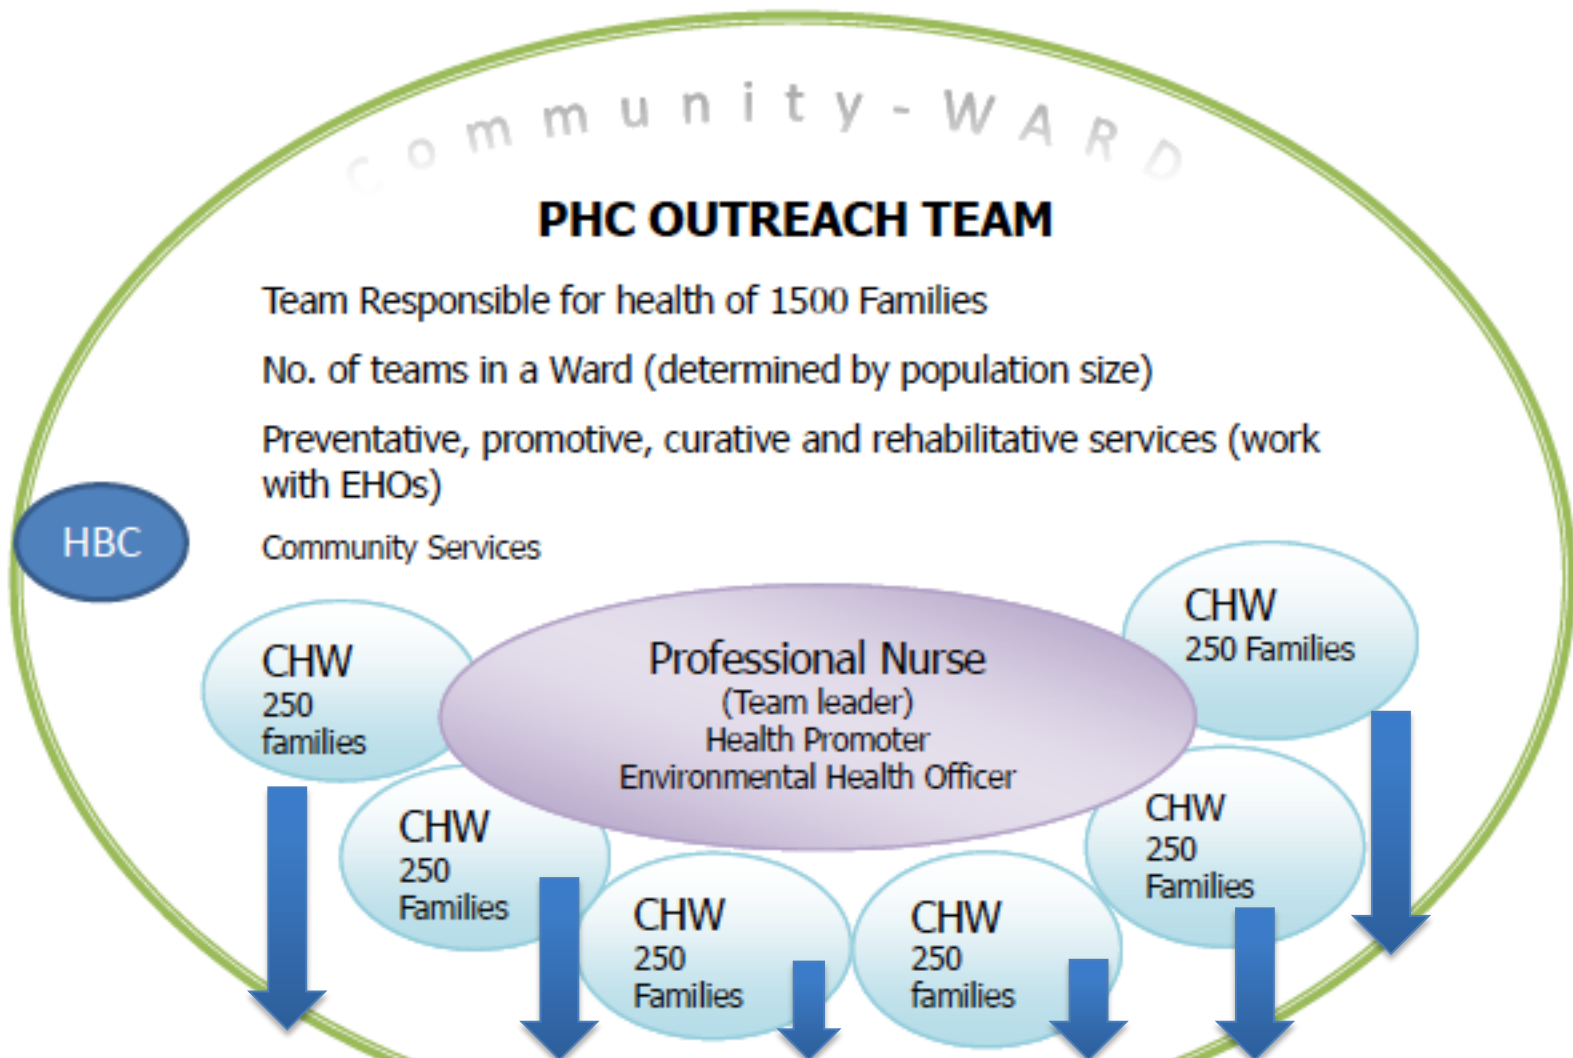 Community-WARD
PHC OUTREACH TEAM
Team Responsible for health of 1500 Families
No. of teams in a Ward (determined by population size)
Preventative, promotive, curative and rehabilitative services (work
with EHOs)
HBC
Community Services
CHW
250
families
Professional Nurse
(Team leader)
Health Promoter
Environmental Health Officer
CHW
250 Families
CHW
250
Families
CHW
250
Families
CHW
250
families
CHW
250
Families